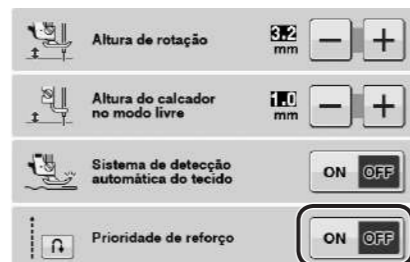 Altura de rotação
3.2
mm
Altura do calcador
no modo livre
1.0
mm
Sistema de detecção
automática do tecido
ON OFF
Prioridade de reforço
ON OFF